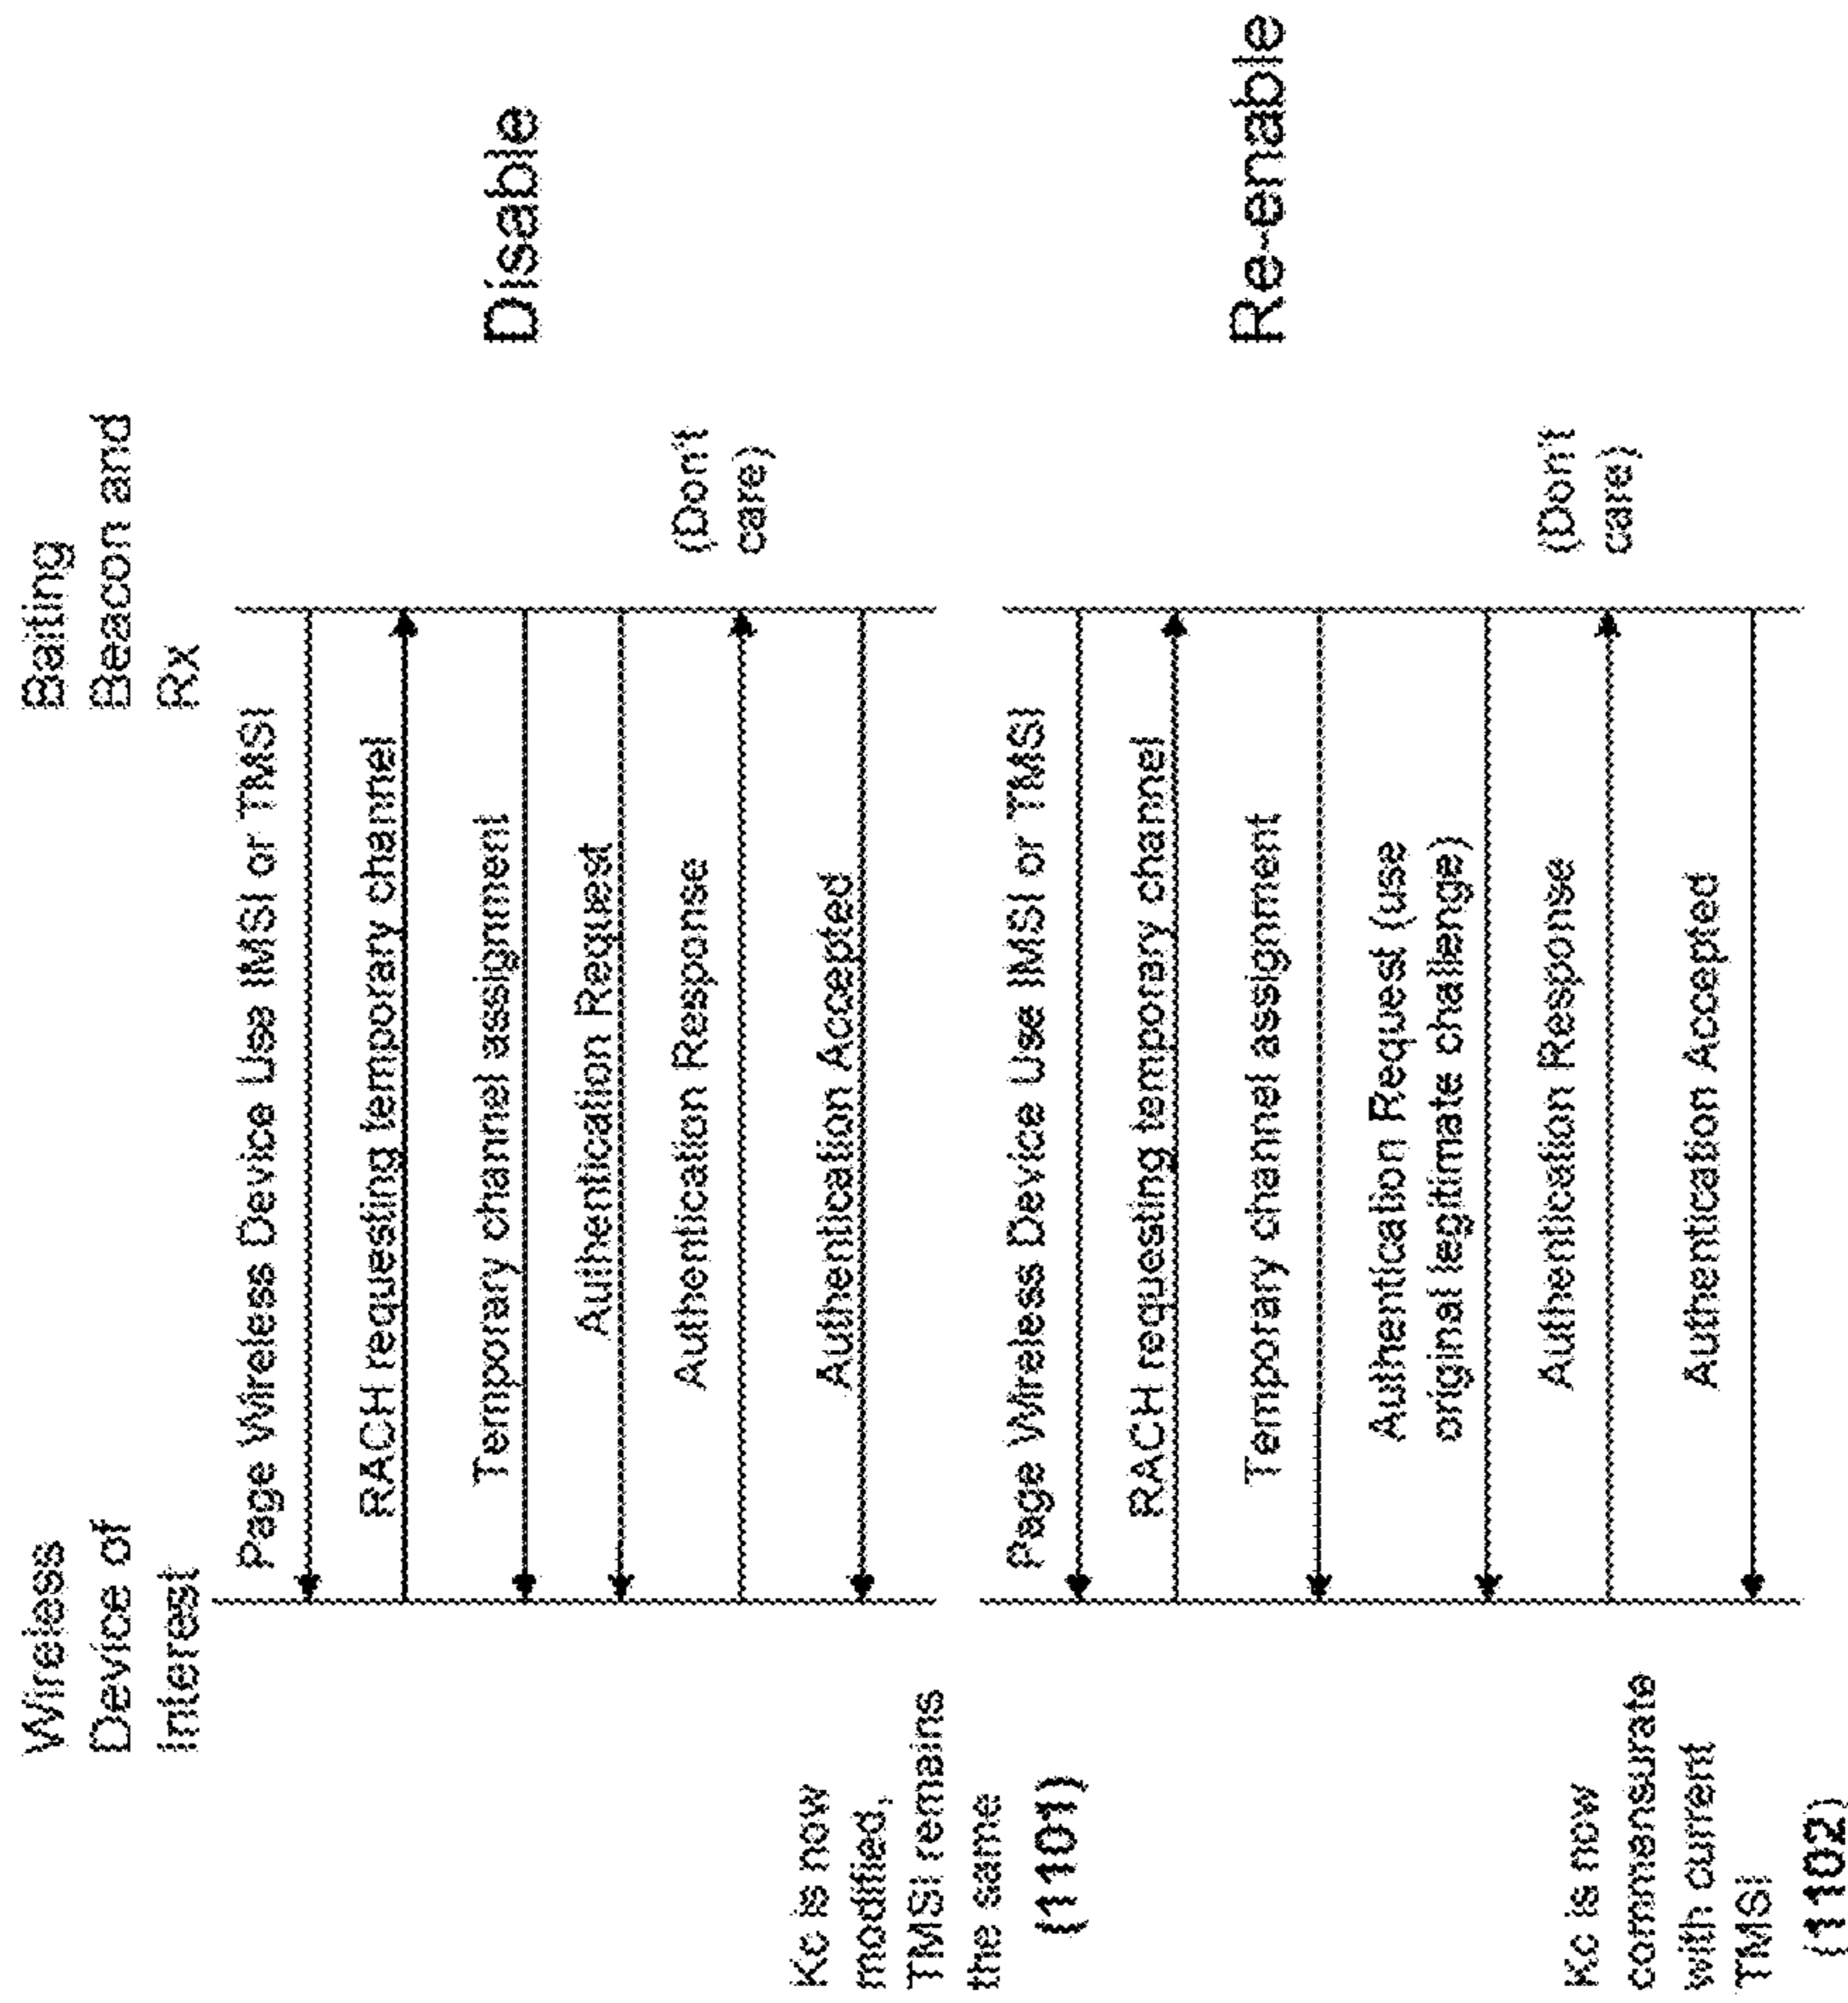 Wireless
Device of
Interest
Baiting
Beacon and
Rx
Page Wireless Device Use IMSI or TMSI
RACH requesting temporary channel
Temporary channel assignment
Disable
Authentication Request
Authentication Response
(Don't
care)
Authentication Accepted
Kc is now
modified,
TMSI remains
the same
(1101)
Page Wireless Device Use IMSI or TMSI
RACH requesting temporary channel
Temporary channel assignment
Re-enable
Authentication Request (use
original legitimate challenge)
Authentication Response
(Don't
care)
Authentication Accepted
Kc is now
commensurate
with current
TMSI
(1102)